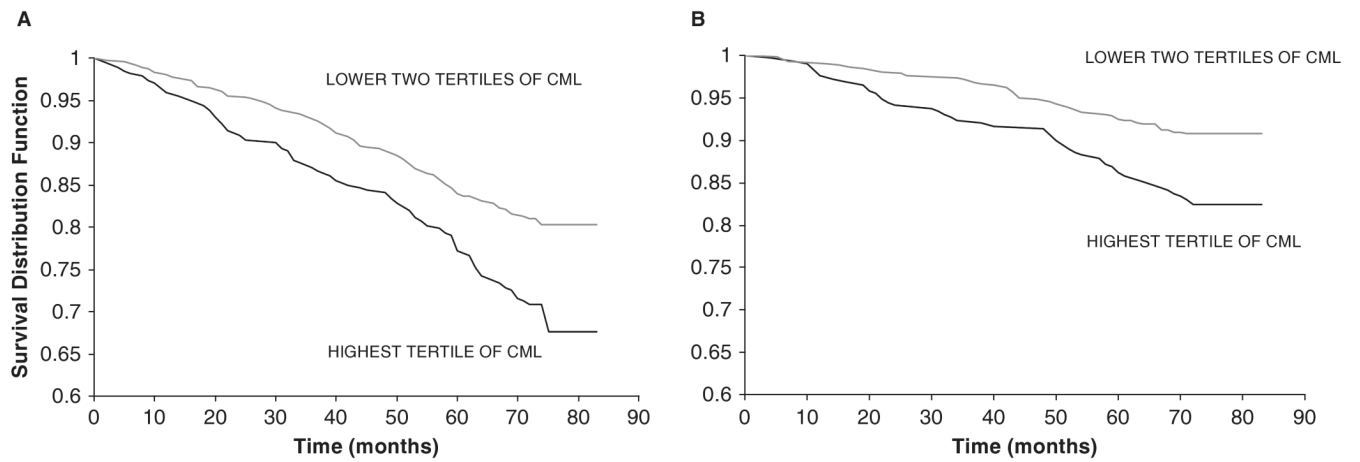 A
Survival Distribution Function
1
0.95
0.9
0.85
0.8
0.75
0.7
0.65
0.6
LOWER TWO TERTILES OF CML
HIGHEST TERTILE OF CML
0 10 20 30 40 50 60 70 80 90
Time (months)
B
1
0.95
0.9
0.85
0.8
0.75
0.7
0.65
0.6
LOWER TWO TERTILES OF CML
HIGHEST TERTILE OF CML
0 10 20 30 40 50 60 70 80 90
Time (months)